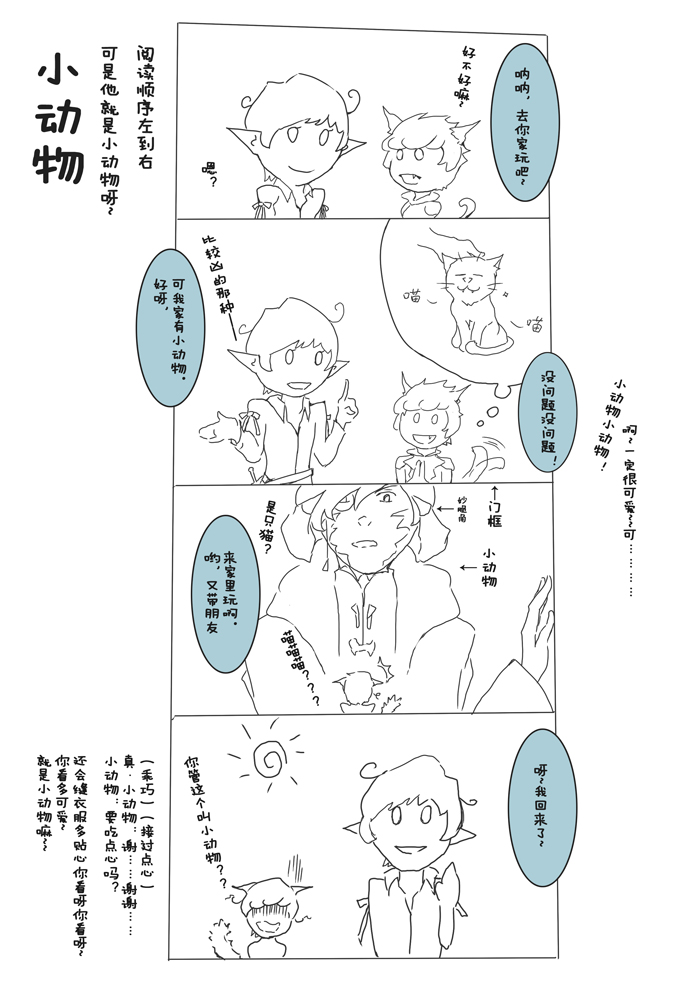 小动物
可是他就是小动物呀~
阅读顺序左到右
呐呐，去你家玩吧~
好不好嘛~
嗯？
好呀，
可我家有小动物。
比较凶的那种——
喵~
~喵
没问题没问题！
小动物小动物！
啊~一定很可爱~可…………
哟，又带朋友
来家里玩啊。
是只猫？
↑门框
←妙脆角
←小动物
喵喵喵？？？
呀~我回来了~
你管这个叫小动物？？
小动物：要吃点心吗？
真·小动物：谢……谢谢……
（乖巧）（接过点心）
还会缝衣服多贴心你看呀你看呀~
你看多可爱~
就是小动物嘛~~